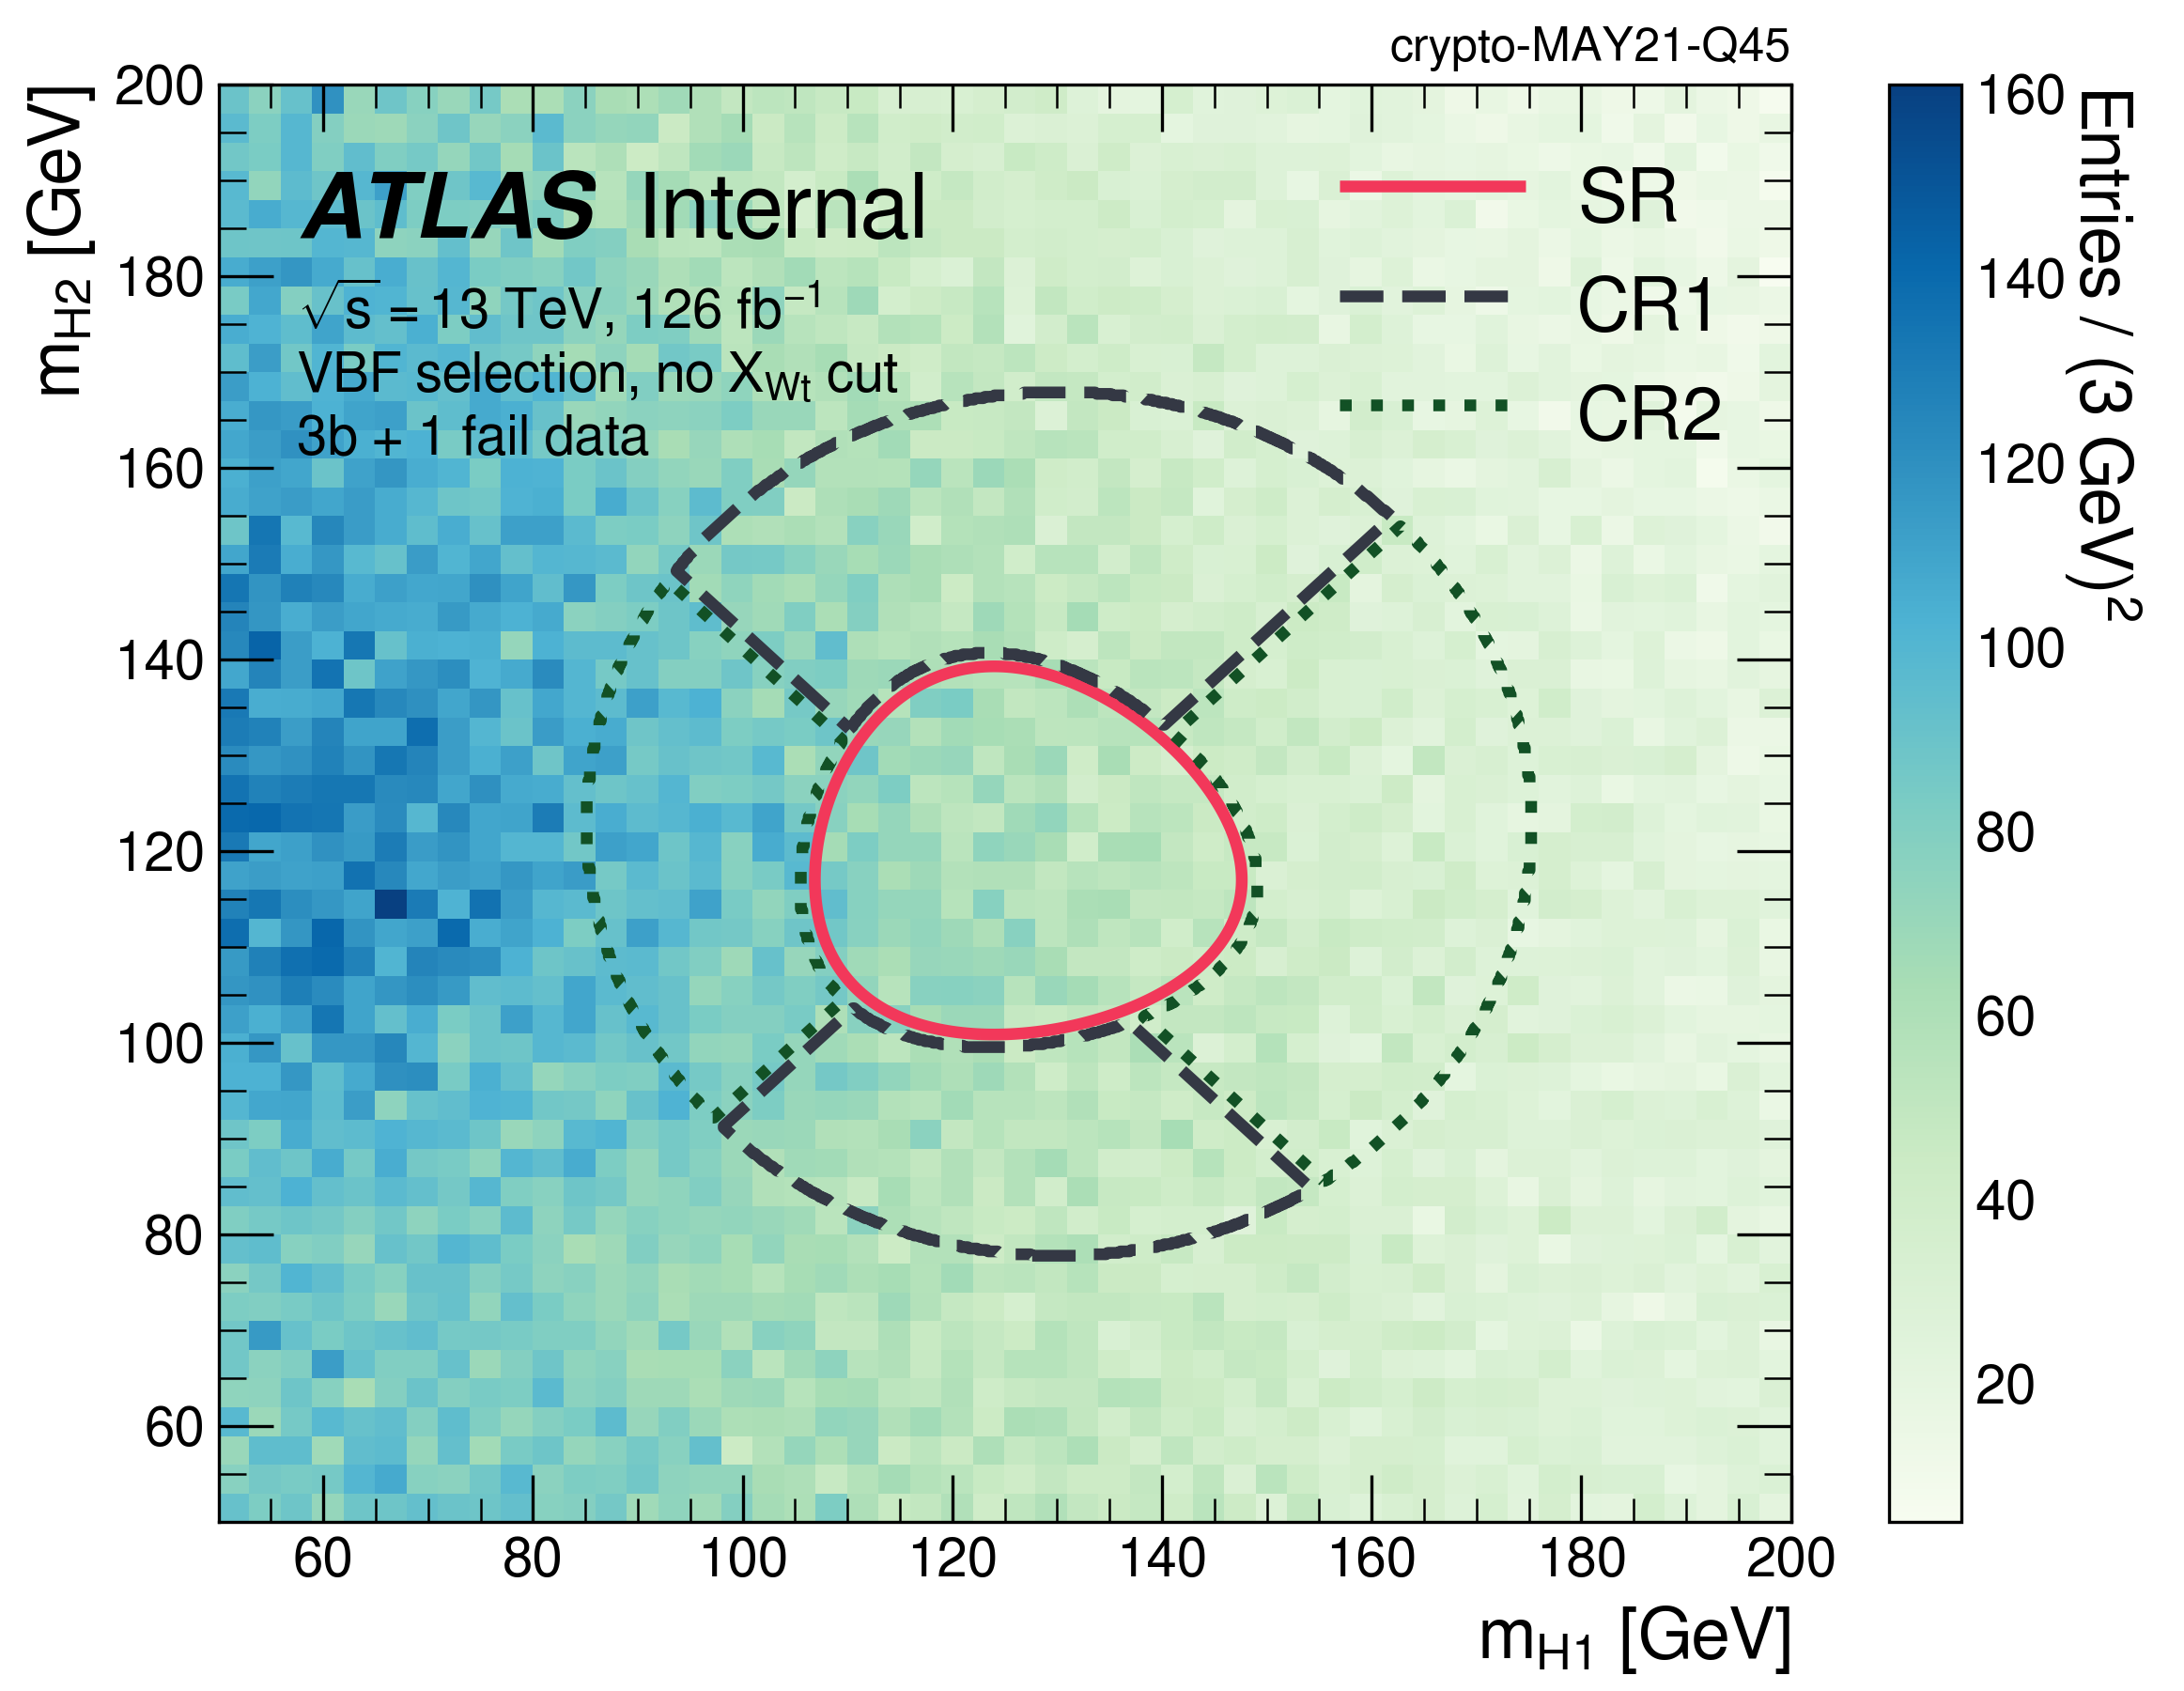 crypto-MAY21-Q45
ATLAS Internal
√s = 13 TeV, 126 fb⁻¹
VBF selection, no X_Wt cut
3b + 1 fail data
SR
CR1
CR2
m_H2 [GeV]
200
180
160
140
120
100
80
60
60 80 100 120 140 160 180 200
m_H1 [GeV]
160
140
120
100
80
60
40
20
Entries / (3 GeV)²